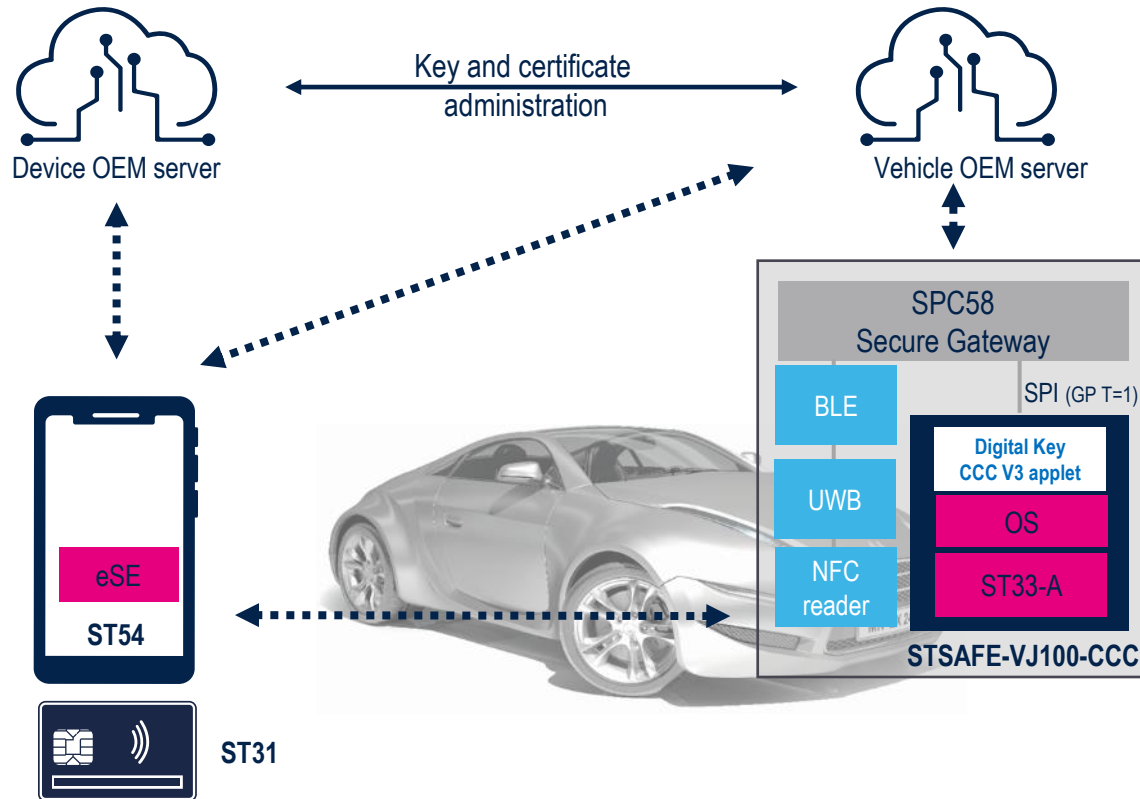 Key and certificate
administration
Device OEM server
Vehicle OEM server
SPC58
Secure Gateway
SPI (GP T=1)
BLE
UWB
NFC
reader
Digital Key
CCC V3 applet
OS
ST33-A
STSAFE-VJ100-CCC
eSE
ST54
ST31